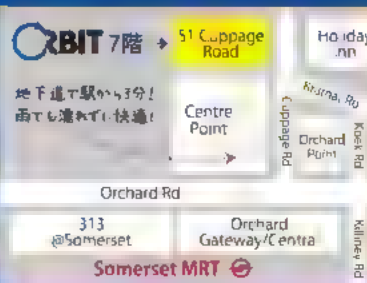 ORBIT 7階 →
51 Cuppage
Road
Holiday
Inn
地下道で駅から3分!
雨でも濡れずに快適!
Centre
Point
Cuppage Rd
Koek Rd
Orchard
Point
Orchard Rd
313
@Somerset
Orchard
Gateway/Centra
Killiney Rd
Somerset MRT